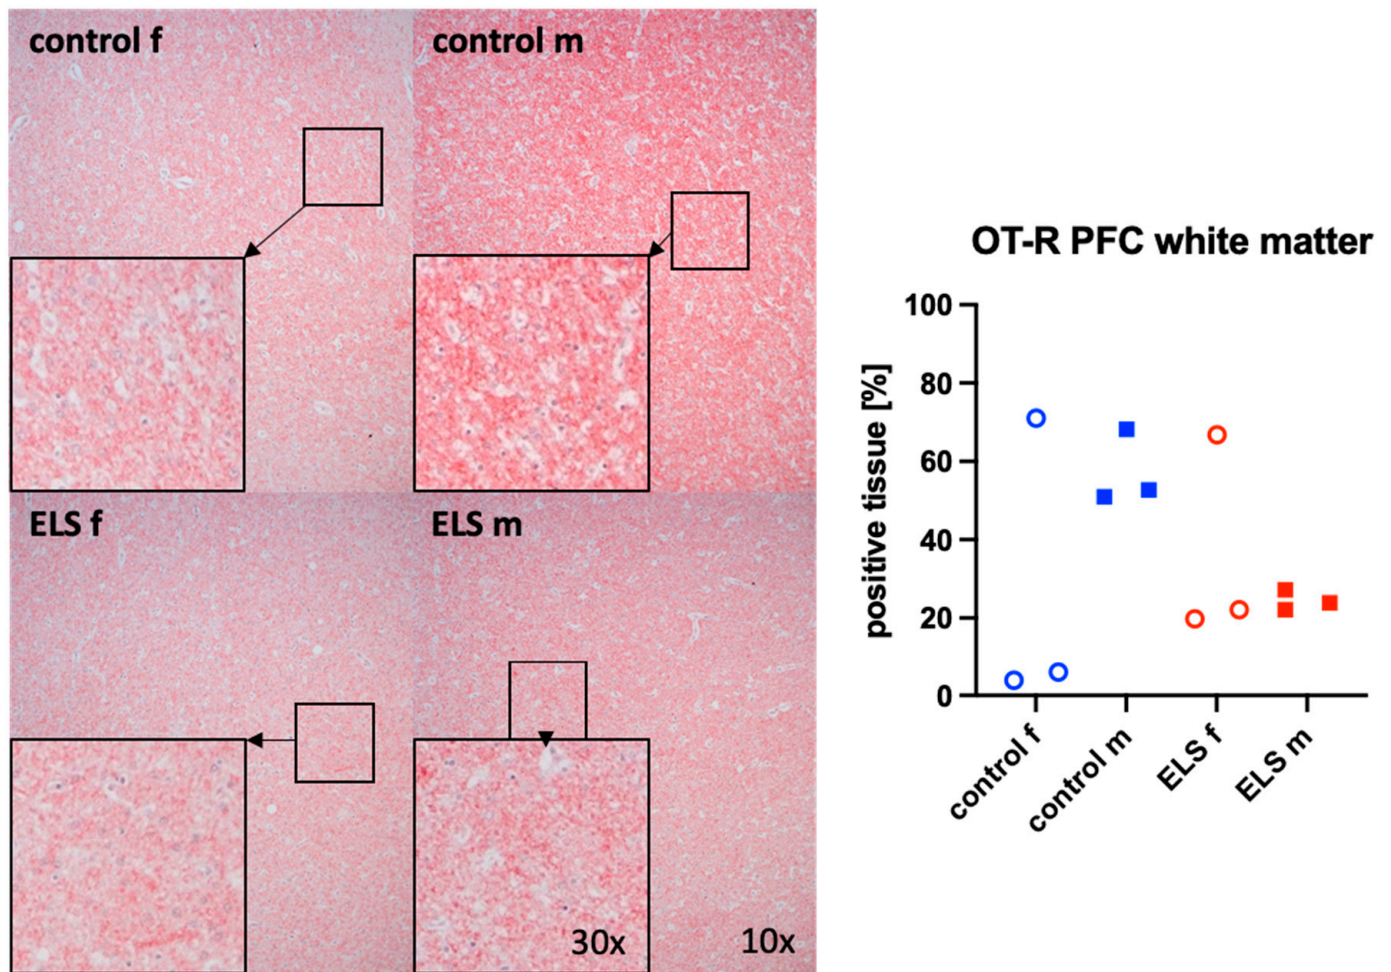 control f
control m
ELS f
ELS m
30x
10x
OT-R PFC white matter
positive tissue [%]
100
80
60
40
20
0
control f
control m
ELS f
ELS m